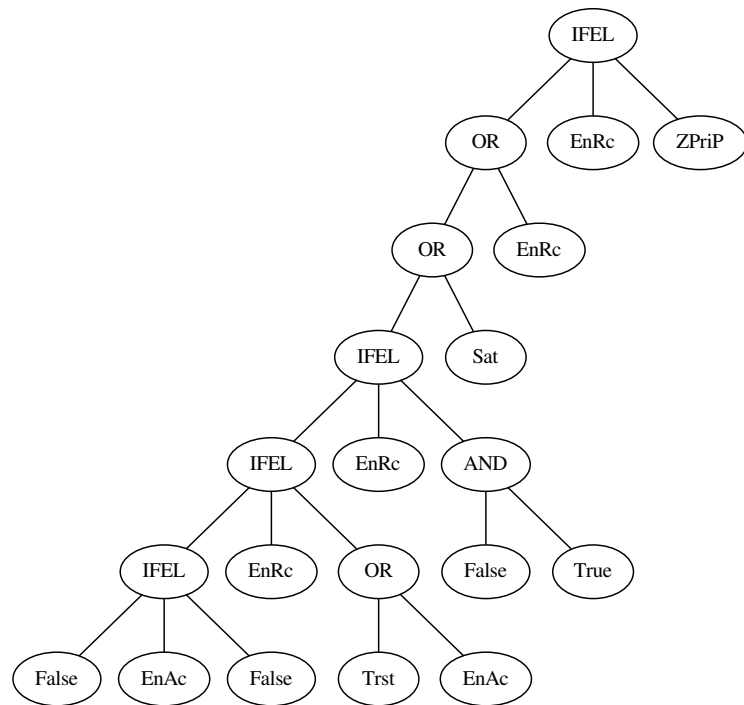 IFEL
OR EnRc ZPriP
OR EnRc
IFEL Sat
IFEL EnRc AND
IFEL EnRc OR False True
False EnAc False Trst EnAc